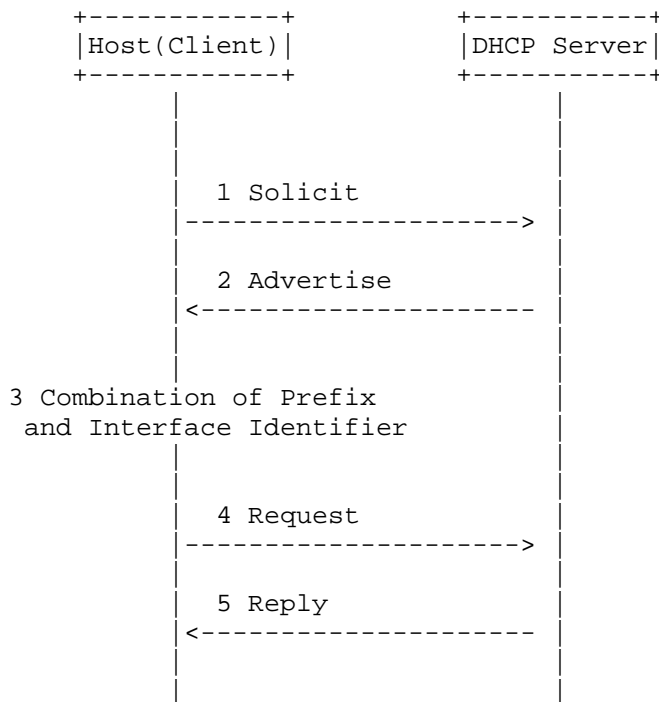 +------------+           +-----------+
|Host(Client)|           |DHCP Server|
+------------+           +-----------+
1 Solicit
---------------------->
2 Advertise
<----------------------
3 Combination of Prefix
and Interface Identifier
4 Request
---------------------->
5 Reply
<----------------------